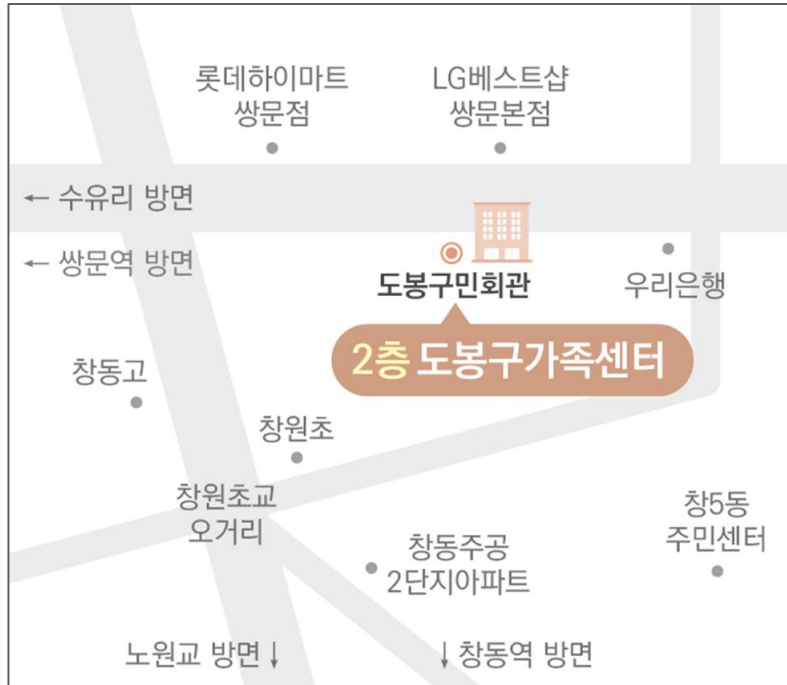 롯데하이마트
쌍문점
LG베스트샵
쌍문본점
← 수유리 방면
← 쌍문역 방면
도봉구민회관
우리은행
2층 도봉구가족센터
창동고
창원초
창원초교
오거리
창동주공
2단지아파트
창5동
주민센터
노원교 방면 ↓
↓ 창동역 방면